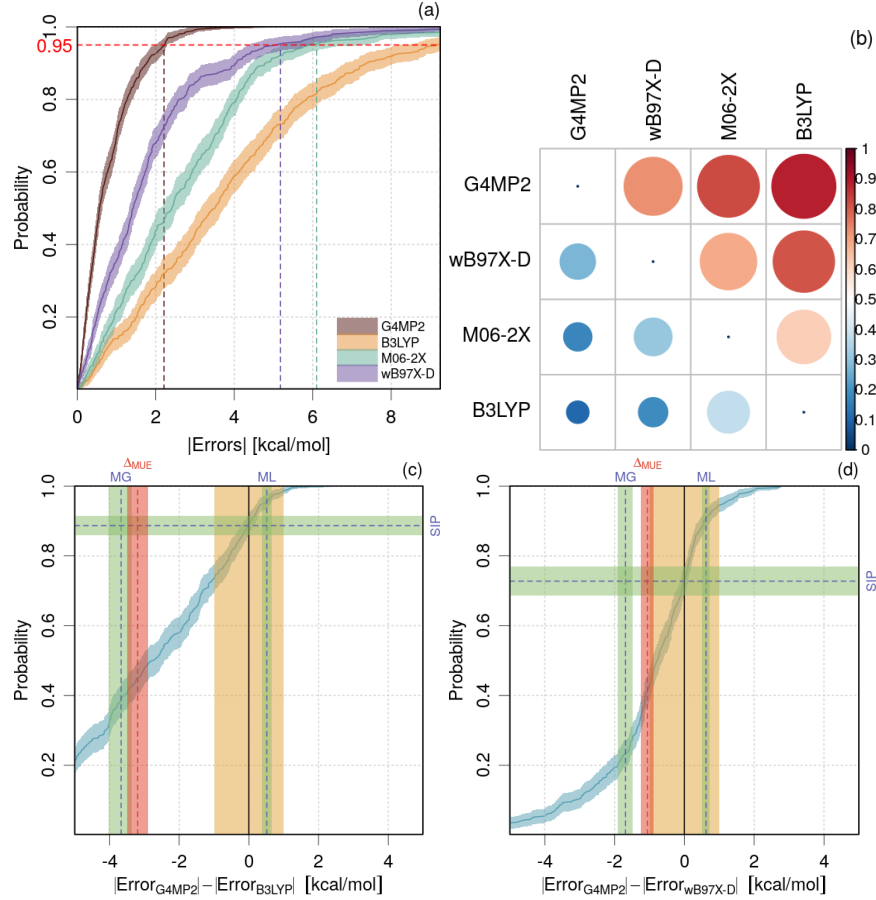 (a)
1.0
0.95
0.8
0.6
0.4
0.2
Probability
0 2 4 6 8
|Errors| [kcal/mol]
G4MP2
B3LYP
M06-2X
wB97X-D
(b)
G4MP2 wB97X-D M06-2X B3LYP
G4MP2
wB97X-D
M06-2X
B3LYP
1
0.9
0.8
0.7
0.6
0.5
0.4
0.3
0.2
0.1
0
ΔMUE
MG ML (c)
1.0
0.8
0.6
0.4
0.2
Probability
SIP
-4 -2 0 2 4
|ErrorG4MP2|−|ErrorB3LYP| [kcal/mol]
ΔMUE
MG ML (d)
1.0
0.8
0.6
0.4
0.2
Probability
SIP
-4 -2 0 2 4
|ErrorG4MP2|−|ErrorwB97X-D| [kcal/mol]